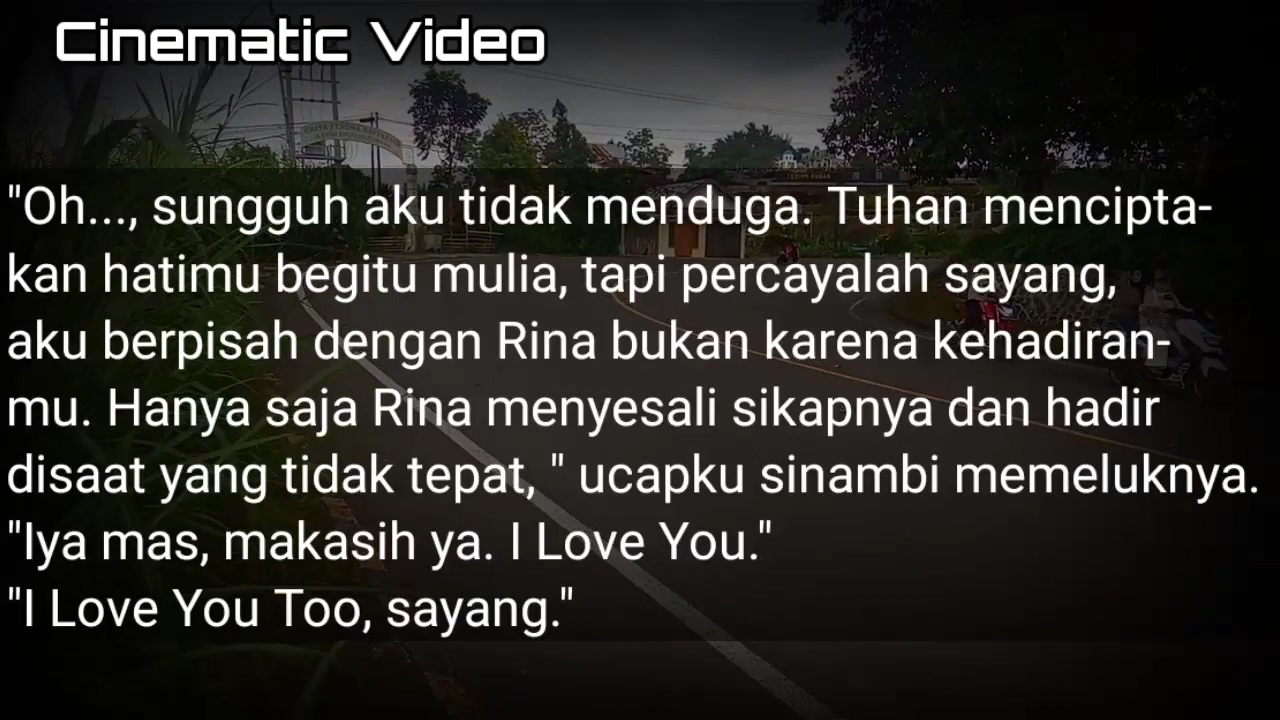 Cinematic Video
"Oh..., sungguh aku tidak menduga. Tuhan mencipta-
kan hatimu begitu mulia, tapi percayalah sayang,
aku berpisah dengan Rina bukan karena kehadiran-
mu. Hanya saja Rina menyesali sikapnya dan hadir
disaat yang tidak tepat, " ucapku sinambi memeluknya.
"Iya mas, makasih ya. I Love You."
"I Love You Too, sayang."